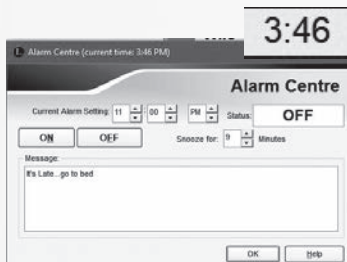 3:46
Alarm Centre (current time: 3:46 PM)
Alarm Centre
Current Alarm Setting: 11 : 00 PM Status: OFF
ON OFF Snooze for: 9 Minutes
Message:
It's Late...go to bed
OK Help